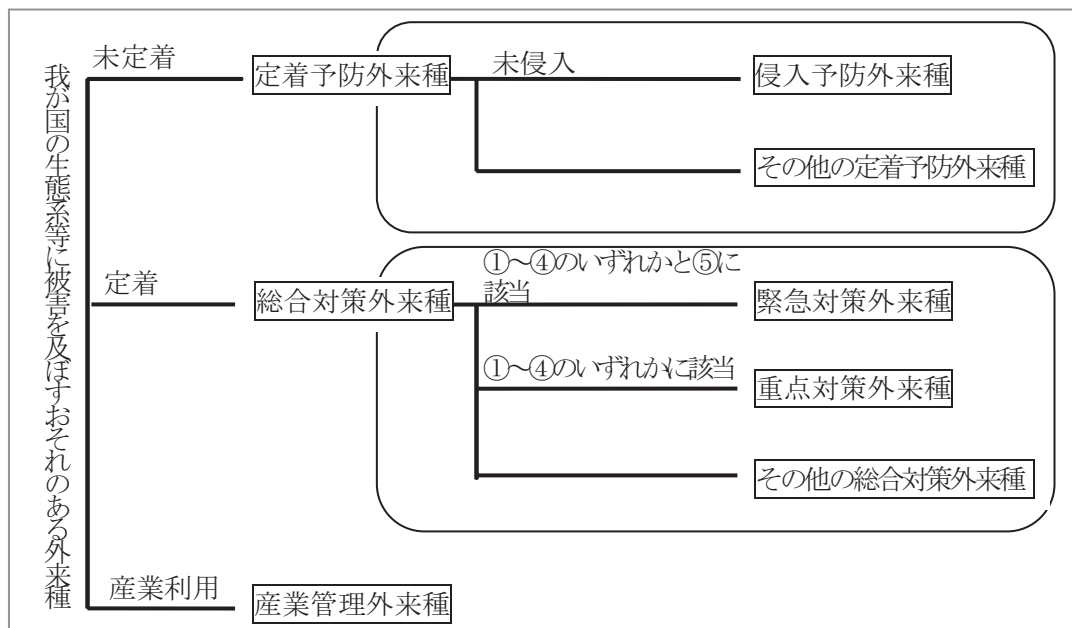 我が国の生態系等に被害を及ぼすおそれのある外来種
未定着
定着予防外来種
未侵入
侵入予防外来種
その他の定着予防外来種
定着
総合対策外来種
①～④のいずれかと⑤に
該当
緊急対策外来種
①～④のいずれかに該当
重点対策外来種
その他の総合対策外来種
産業利用
産業管理外来種